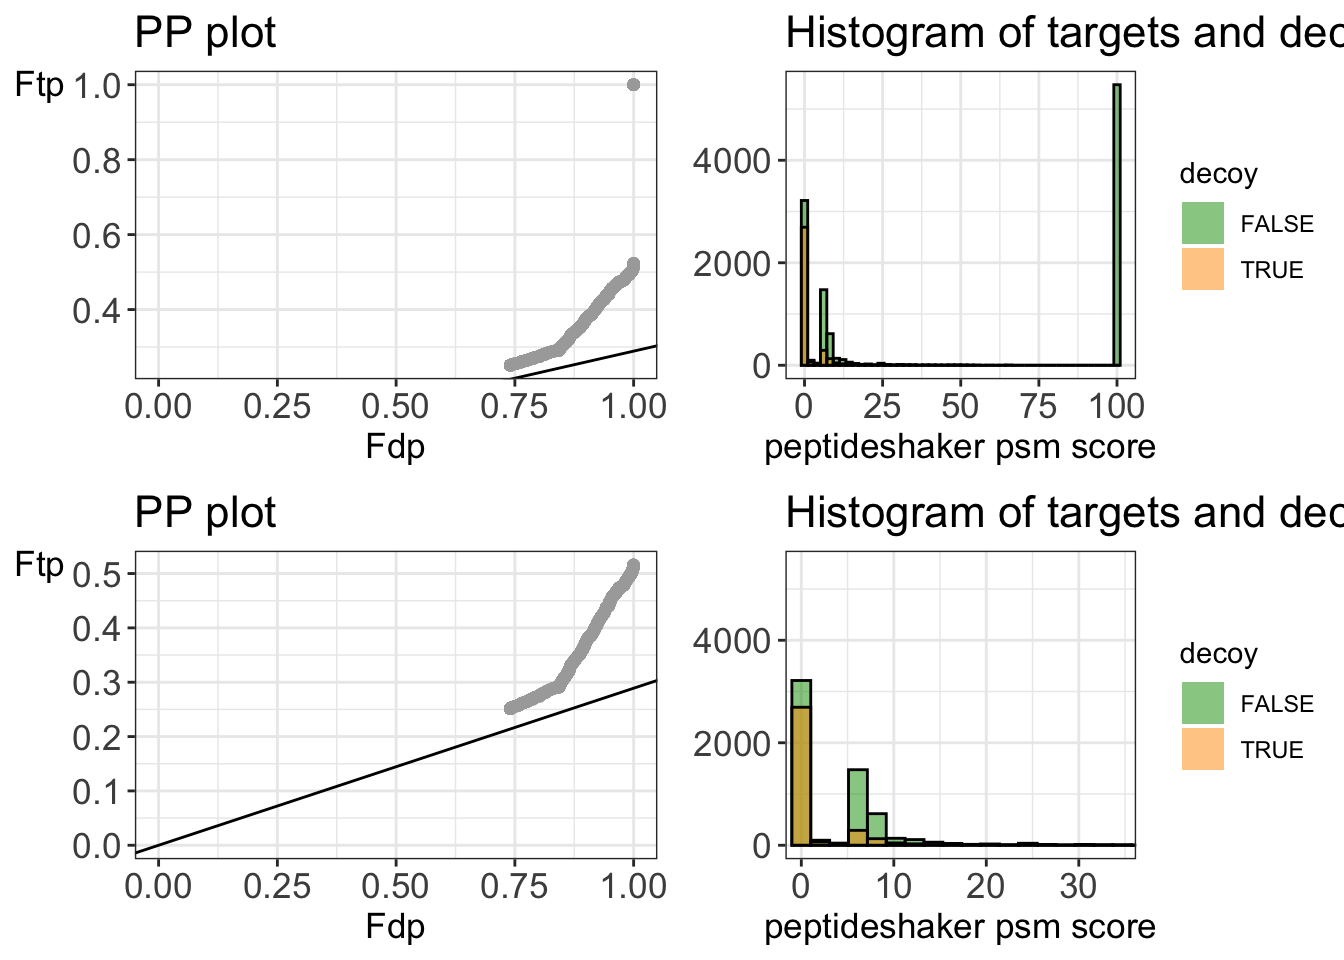 PP plot
Ftp
1.0
0.8
0.6
0.4
0.00 0.25 0.50 0.75 1.00
Fdp
Histogram of targets and dec
4000
2000
0
0 25 50 75 100
peptideshaker psm score
decoy
FALSE
TRUE
PP plot
Ftp
0.5
0.4
0.3
0.2
0.1
0.0
0.00 0.25 0.50 0.75 1.00
Fdp
Histogram of targets and dec
4000
2000
0
0 10 20 30
peptideshaker psm score
decoy
FALSE
TRUE